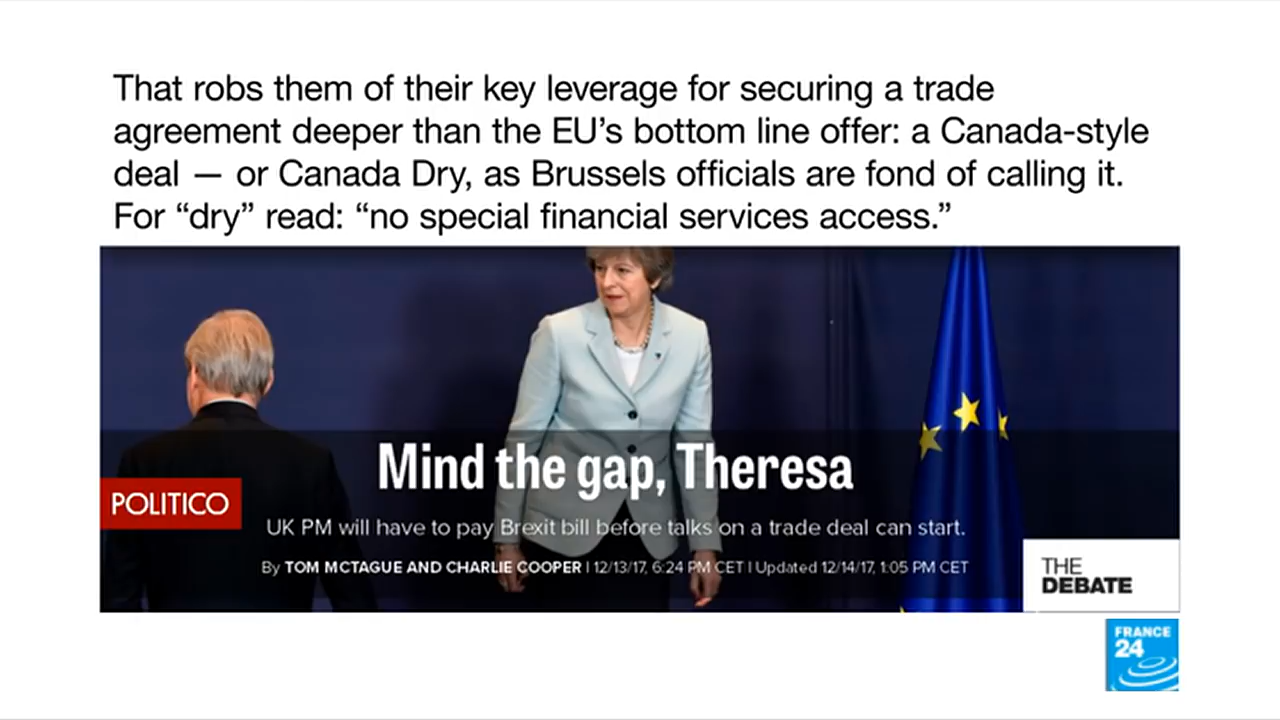 That robs them of their key leverage for securing a trade
agreement deeper than the EU’s bottom line offer: a Canada-style
deal — or Canada Dry, as Brussels officials are fond of calling it.
For “dry” read: “no special financial services access.”
Mind the gap, Theresa
POLITICO
UK PM will have to pay Brexit bill before talks on a trade deal can start.
By TOM MCTAGUE AND CHARLIE COOPER | 12/13/17, 6:24 PM CET | Updated 12/14/17, 1:05 PM CET
THE
DEBATE
FRANCE
24